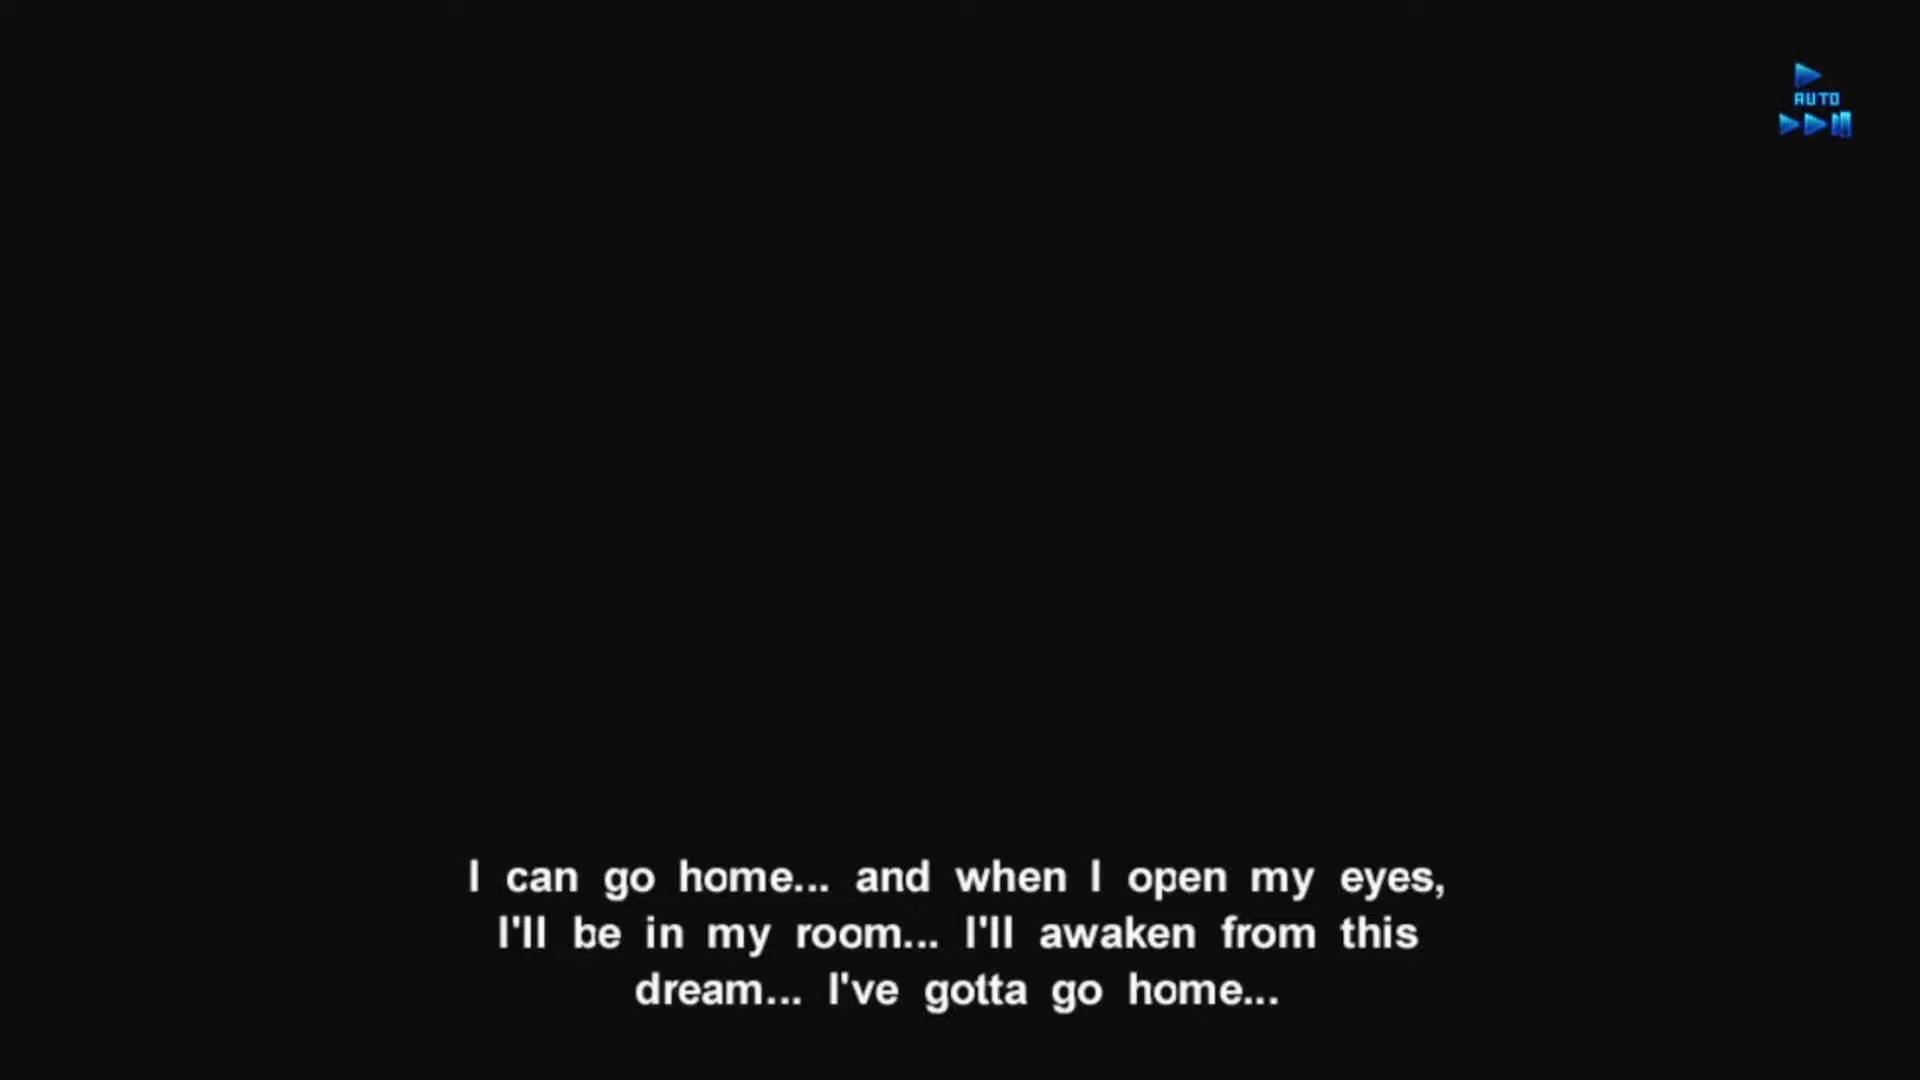 AUTO
I can go home... and when I open my eyes,
I'll be in my room... I'll awaken from this
dream... I've gotta go home...